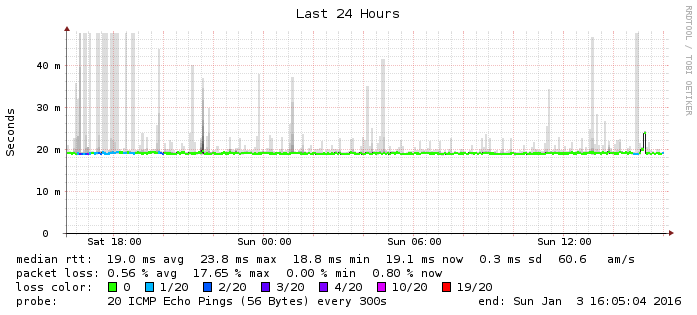 Last 24 Hours
RRDTOOL / TOBI OETIKER
Seconds
40 m
30 m
20 m
10 m
0
Sat 18:00 Sun 00:00 Sun 06:00 Sun 12:00
median rtt: 19.0 ms avg 23.8 ms max 18.8 ms min 19.1 ms now 0.3 ms sd 60.6 am/s
packet loss: 0.56 % avg 17.65 % max 0.00 % min 0.80 % now
loss color: 0 1/20 2/20 3/20 4/20 10/20 19/20
probe: 20 ICMP Echo Pings (56 Bytes) every 300s end: Sun Jan 3 16:05:04 2016